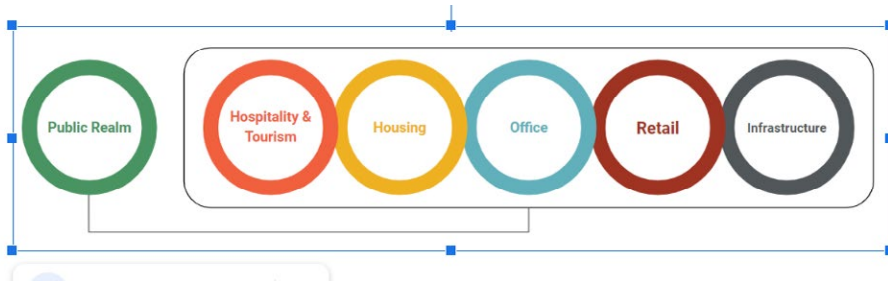 Public Realm
Hospitality &
Tourism
Housing
Office
Retail
Infrastructure